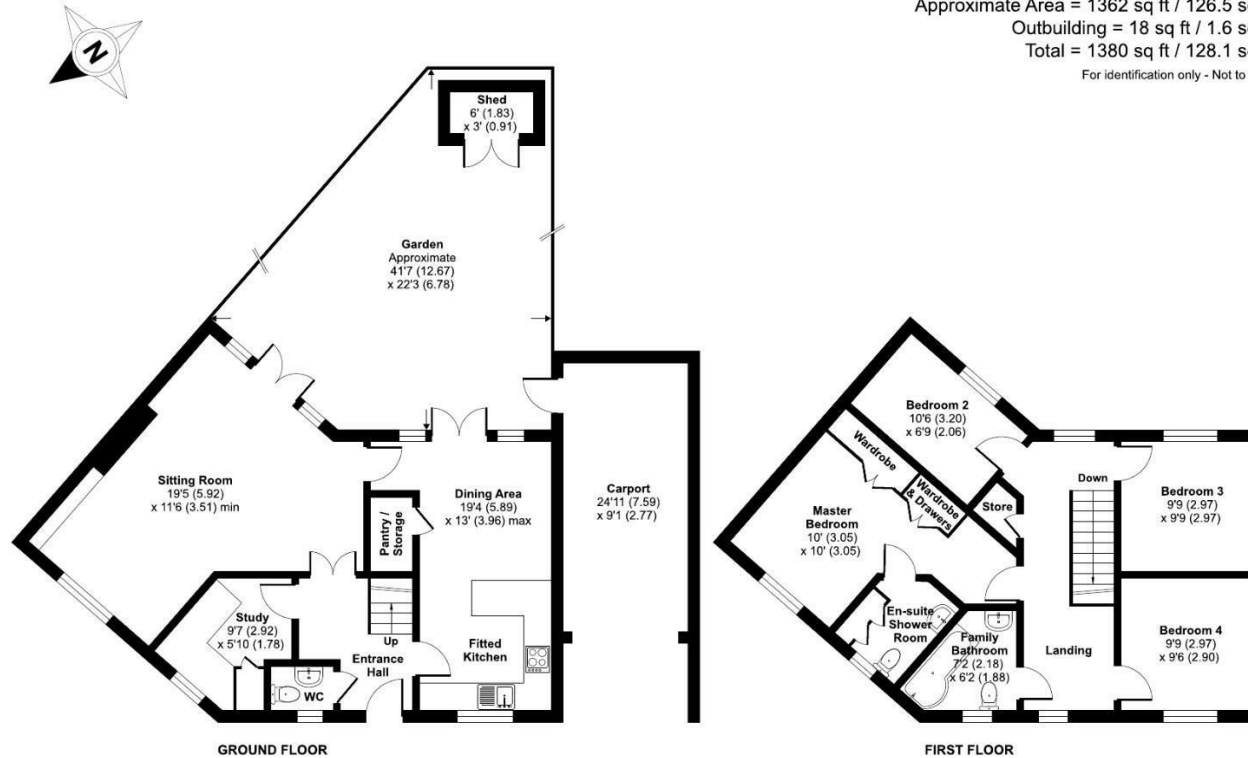 Approximate Area = 1362 sq ft / 126.5
Outbuilding = 18 sq ft / 1.6
Total = 1380 sq ft / 128.1
For identification only - Not to
N
Shed
6' (1.83)
x 3' (0.91)
Garden
Approximate
41'7 (12.67)
x 22'3 (6.78)
Sitting Room
19'5 (5.92)
x 11'6 (3.51) min
Pantry /
Storage
Dining Area
19'4 (5.89)
x 13' (3.96) max
Carport
24'11 (7.59)
x 9'1 (2.77)
Study
9'7 (2.92)
x 5'10 (1.78)
Up
Entrance
Hall
Fitted
Kitchen
WC
GROUND FLOOR
Bedroom 2
10'6 (3.20)
x 6'9 (2.06)
Wardrobe
Wardrobe
& Drawers
Store
Down
Bedroom 3
9'9 (2.97)
x 9'9 (2.97)
Master
Bedroom
10' (3.05)
x 10' (3.05)
En-suite
Shower
Room
Family
Bathroom
7'2 (2.18)
x 6'2 (1.88)
Landing
Bedroom 4
9'9 (2.97)
x 9'6 (2.90)
FIRST FLOOR